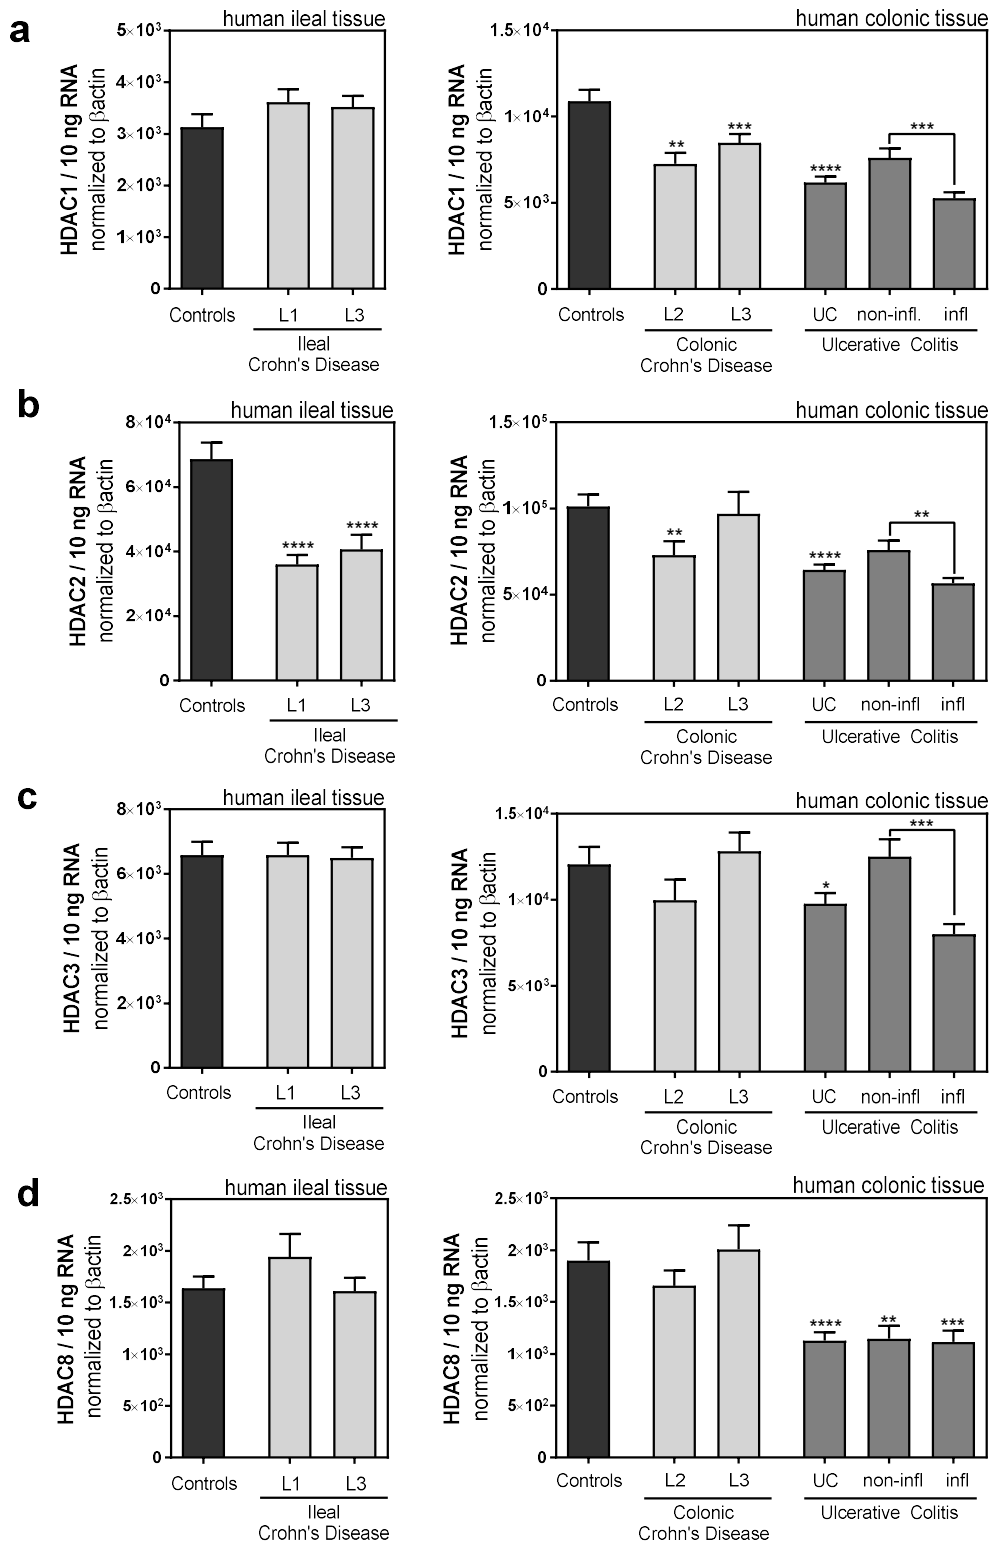 a
human ileal tissue
HDAC1 / 10 ng RNA
normalized to βactin
5×10³
4×10³
3×10³
2×10³
1×10³
0
Controls L1 L3
Ileal
Crohn's Disease
human colonic tissue
HDAC1 / 10 ng RNA
normalized to βactin
1.5×10⁴
1×10⁴
5×10³
0
** *** **** ***
Controls L2 L3 UC non-infl. infl
Colonic Ulcerative Colitis
Crohn's Disease
b
human ileal tissue
HDAC2 / 10 ng RNA
normalized to βactin
8×10⁴
6×10⁴
4×10⁴
2×10⁴
0
**** ****
Controls L1 L3
Ileal
Crohn's Disease
human colonic tissue
HDAC2 / 10 ng RNA
normalized to βactin
1.5×10⁵
1×10⁵
5×10⁴
0
** **** **
Controls L2 L3 UC non-infl infl
Colonic Ulcerative Colitis
Crohn's Disease
c
human ileal tissue
HDAC3 / 10 ng RNA
normalized to βactin
8×10³
6×10³
4×10³
2×10³
0
Controls L1 L3
Ileal
Crohn's Disease
human colonic tissue
HDAC3 / 10 ng RNA
normalized to βactin
1.5×10⁴
1×10⁴
5×10³
0
* ***
Controls L2 L3 UC non-infl infl
Colonic Ulcerative Colitis
Crohn's Disease
d
human ileal tissue
HDAC8 / 10 ng RNA
normalized to βactin
2.5×10³
2×10³
1.5×10³
1×10³
5×10²
0
Controls L1 L3
Ileal
Crohn's Disease
human colonic tissue
HDAC8 / 10 ng RNA
normalized to βactin
2.5×10³
2×10³
1.5×10³
1×10³
5×10²
0
**** ** ***
Controls L2 L3 UC non-infl infl
Colonic Ulcerative Colitis
Crohn's Disease